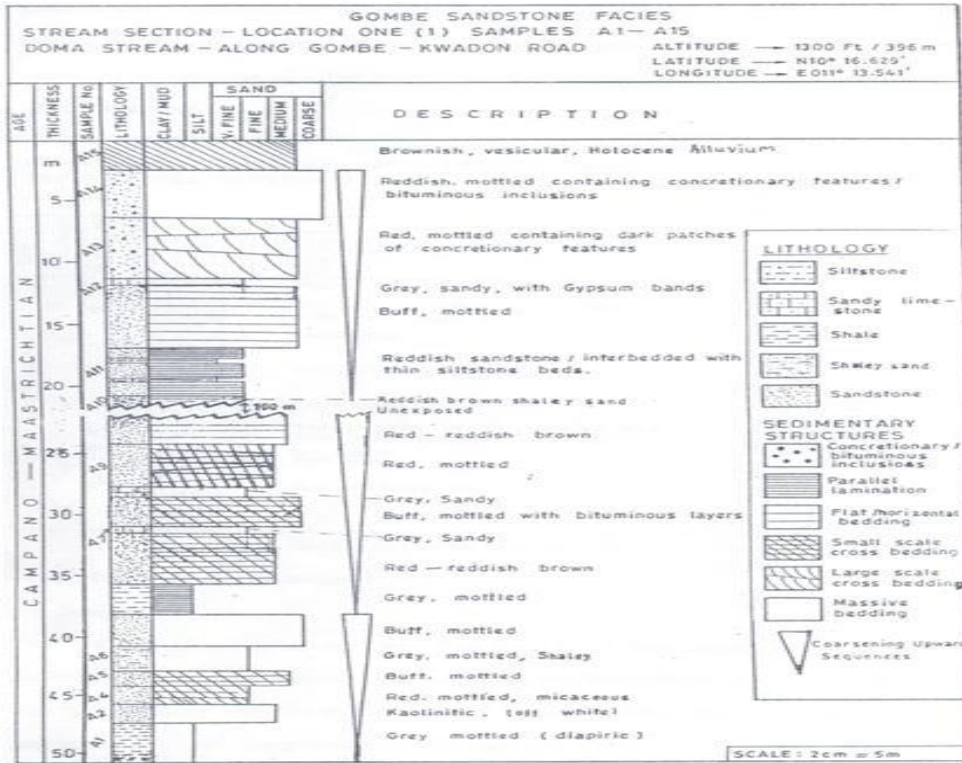 GOMBE SANDSTONE FACIES
STREAM SECTION - LOCATION ONE (1) SAMPLES A1 - A15
DOMA STREAM - ALONG GOMBE - KWADON ROAD
ALTITUDE → 1300 Ft / 396 m
LATITUDE → N10° 16.629'
LONGITUDE → E011° 13.541'
AGE
THICKNESS
SAMPLE No.
LITHOLOGY
CLAY / MUD
SILT
SAND
V. FINE
FINE
MEDIUM
COARSE
DESCRIPTION
CAMPANO - MAASTRICHTIAN
m
5
10
15
20
25
30
35
40
45
50
A15
A14
A13
A12
A11
A10
A9
A7
A6
A5
A4
A2
A1
Brownish, vesicular, Holocene Alluvium
Reddish, mottled containing concretionary features /
bituminous inclusions
Red, mottled containing dark patches
of concretionary features
Grey, sandy, with Gypsum bands
Buff, mottled
Reddish sandstone / interbedded with
thin siltstone beds.
Reddish brown shaley sand
Unexposed
Red - reddish brown
Red, mottled
Grey, Sandy
Buff, mottled with bituminous layers
Grey, Sandy
Red - reddish brown
Grey, mottled
Buff, mottled
Grey, mottled, Shaley
Buff, mottled
Red, mottled, micaceous
Kaolinitic, (off white)
Grey mottled (diapiric)
LITHOLOGY
Siltstone
Sandy lime-
stone
Shale
Shaley sand
Sandstone
SEDIMENTARY
STRUCTURES
Concretionary /
bituminous
inclusions
Parallel
lamination
Flat/horizontal
bedding
Small scale
cross bedding
Large scale
cross bedding
Massive
bedding
Coarsening Upward
Sequences
SCALE: 2cm = 5m